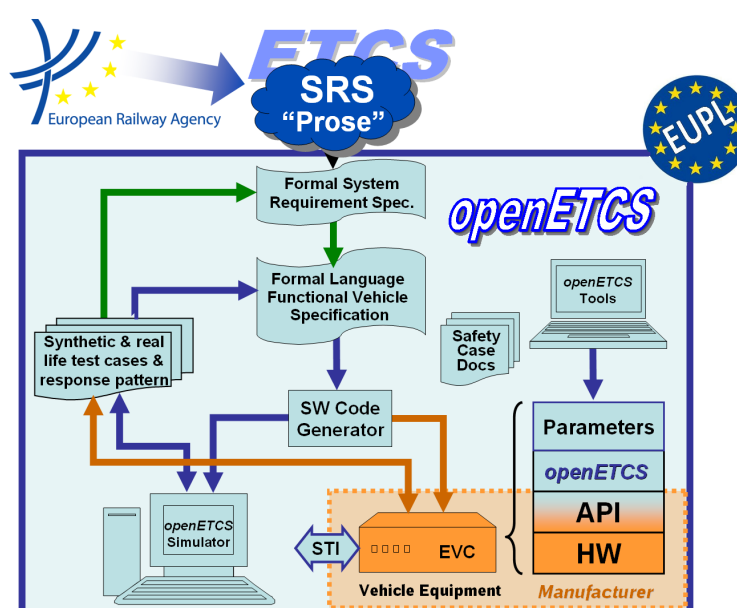 ETCS
SRS
“Prose”
European Railway Agency
EUPL
Formal System
Requirement Spec.
openETCS
Formal Language
Functional Vehicle
Specification
openETCS
Tools
Synthetic & real
life test cases &
response pattern
Safety
Case
Docs
SW Code
Generator
Parameters
openETCS
API
HW
openETCS
Simulator
STI
EVC
Vehicle Equipment
Manufacturer